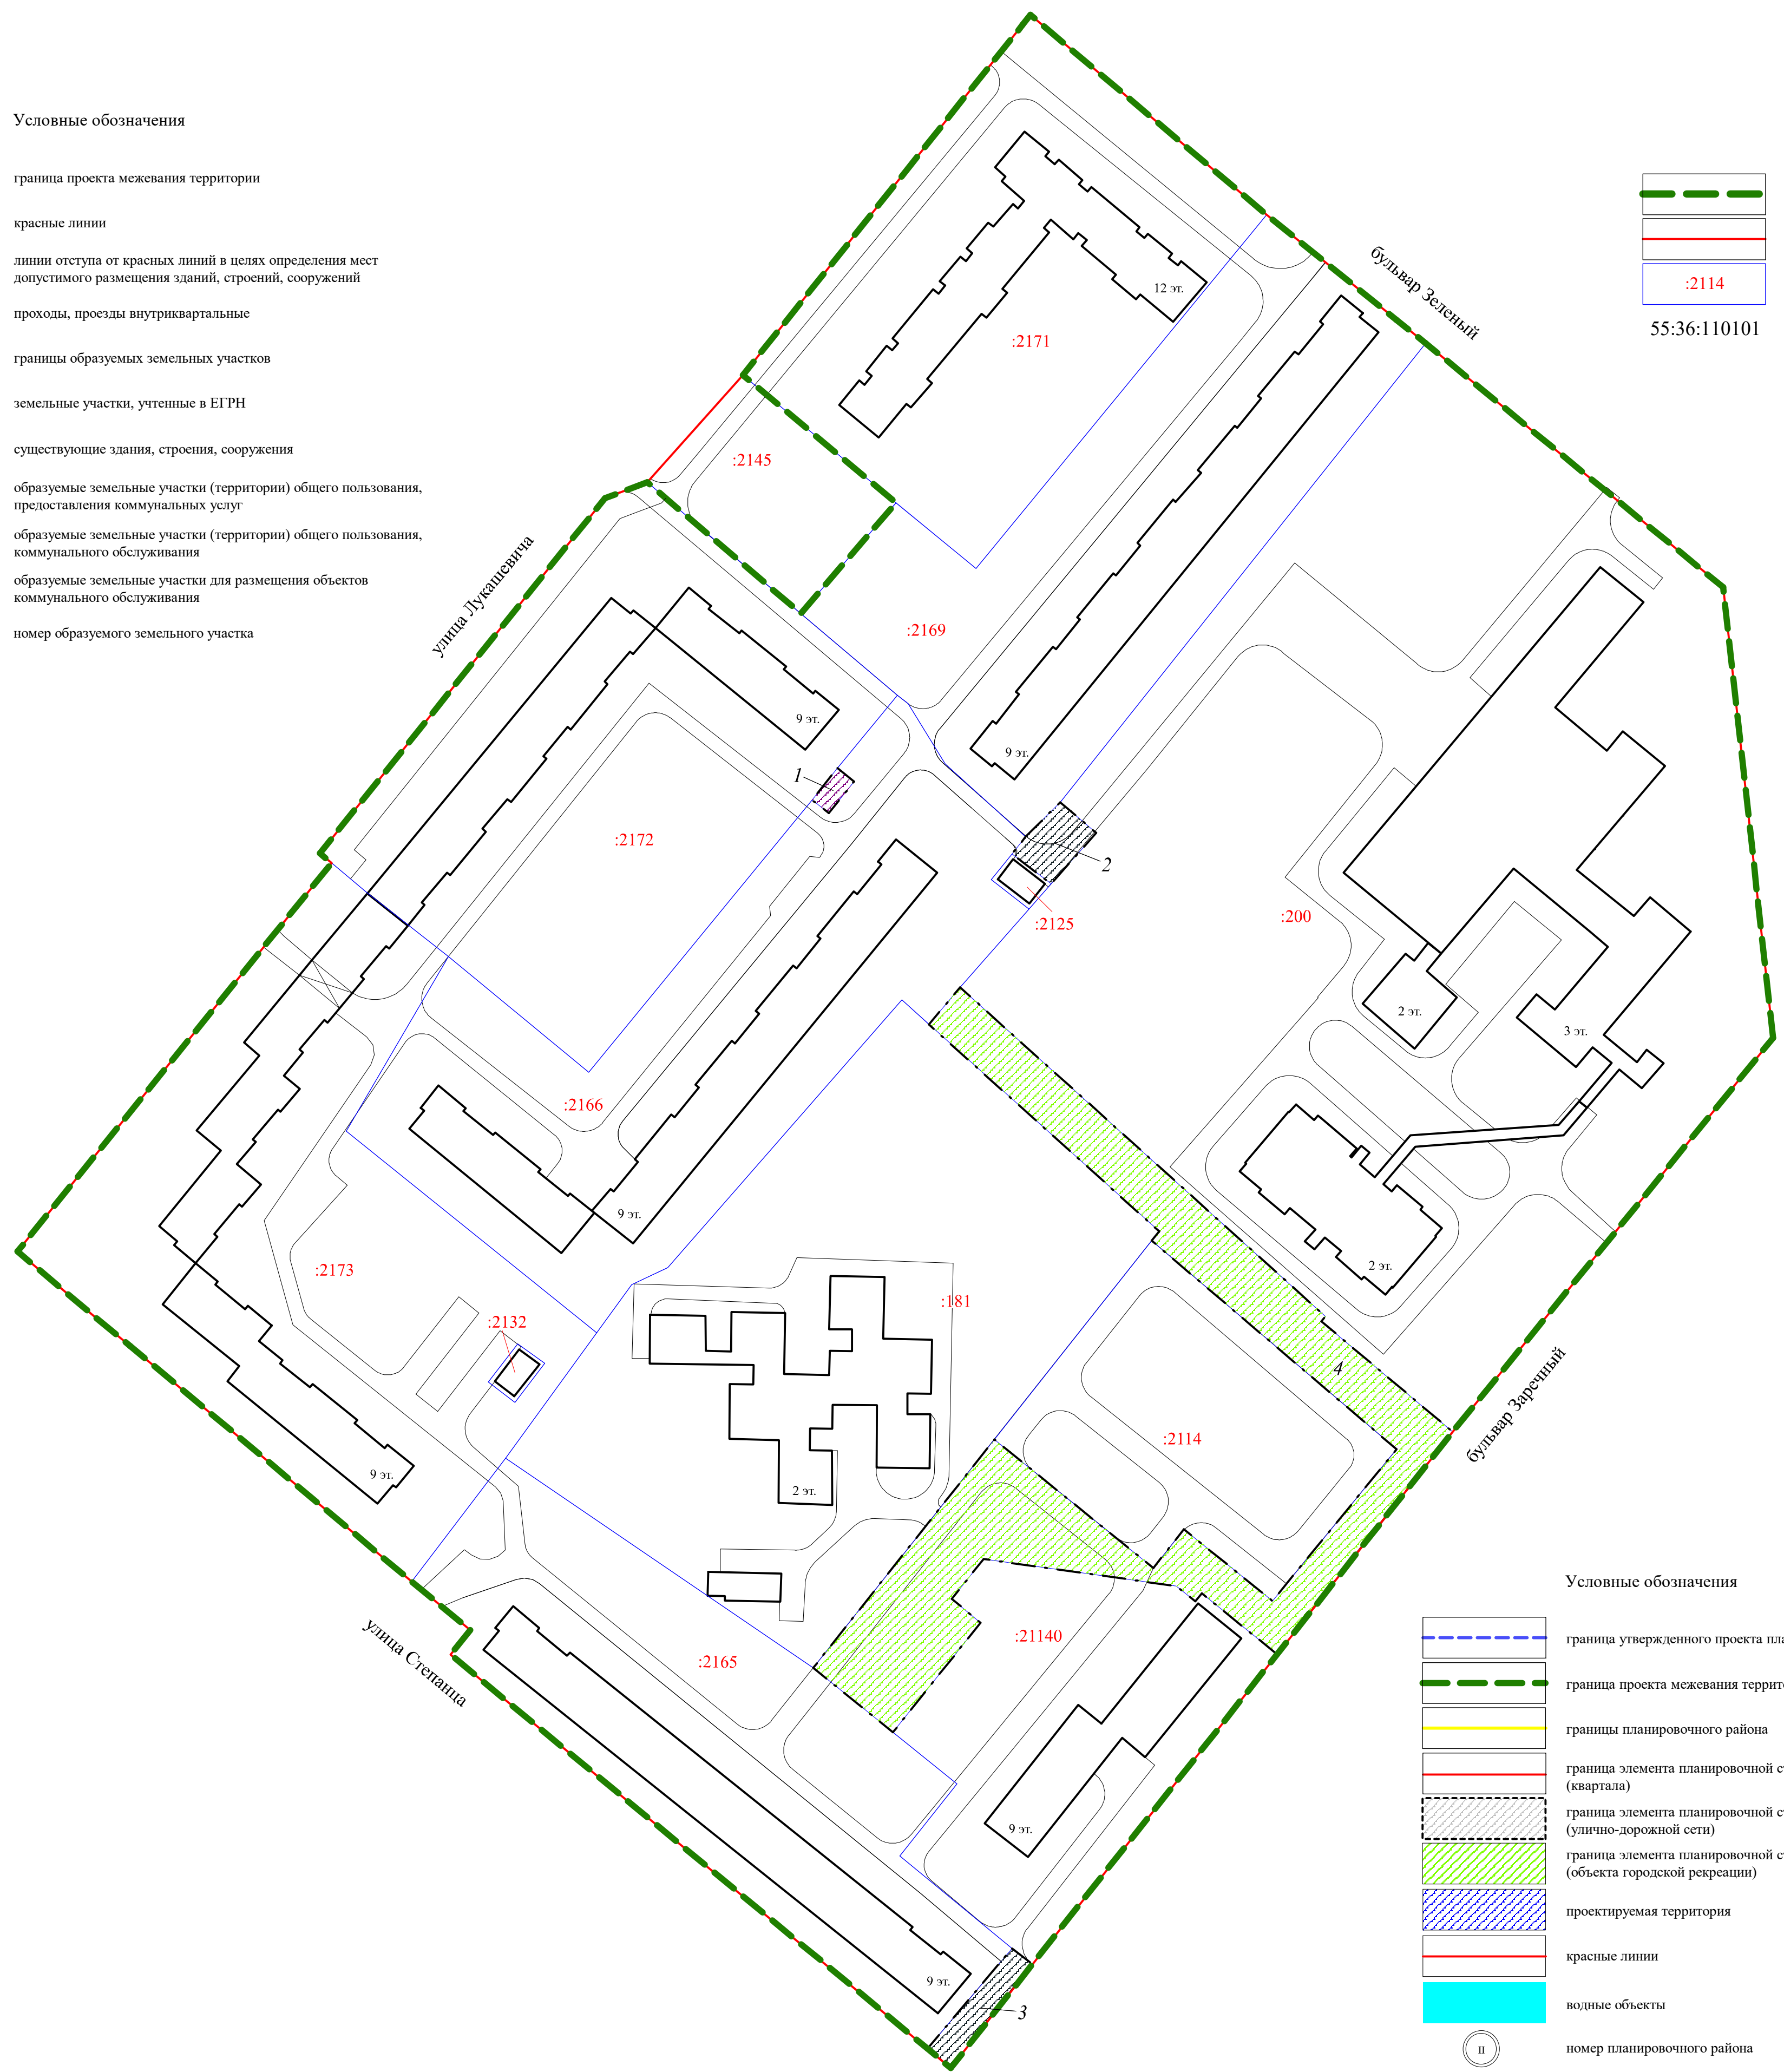 Условные обозначения
граница проекта межевания территории
красные линии
линии отступа от красных линий в целях определения мест
допустимого размещения зданий, строений, сооружений
проходы, проезды внутриквартальные
границы образуемых земельных участков
земельные участки, учтенные в ЕГРН
существующие здания, строения, сооружения
образуемые земельные участки (территории) общего пользования,
предоставления коммунальных услуг
образуемые земельные участки (территории) общего пользования,
коммунального обслуживания
образуемые земельные участки для размещения объектов
коммунального обслуживания
номер образуемого земельного участка
:2114
55:36:110101
бульвар Зеленый
12 эт.
:2171
:2145
улица Лукашевича
:2169
9 эт.
9 эт.
1
:2172
2
:2125
:200
2 эт.
3 эт.
:2166
9 эт.
2 эт.
:2173
:2132
:181
4
бульвар Заречный
:2114
9 эт.
2 эт.
улица Степанца
:2165
:21140
9 эт.
9 эт.
3
Условные обозначения
граница утвержденного проекта пла
граница проекта межевания террито
границы планировочного района
граница элемента планировочной ст
(квартала)
граница элемента планировочной ст
(улично-дорожной сети)
граница элемента планировочной ст
(объекта городской рекреации)
проектируемая территория
красные линии
водные объекты
II
номер планировочного района